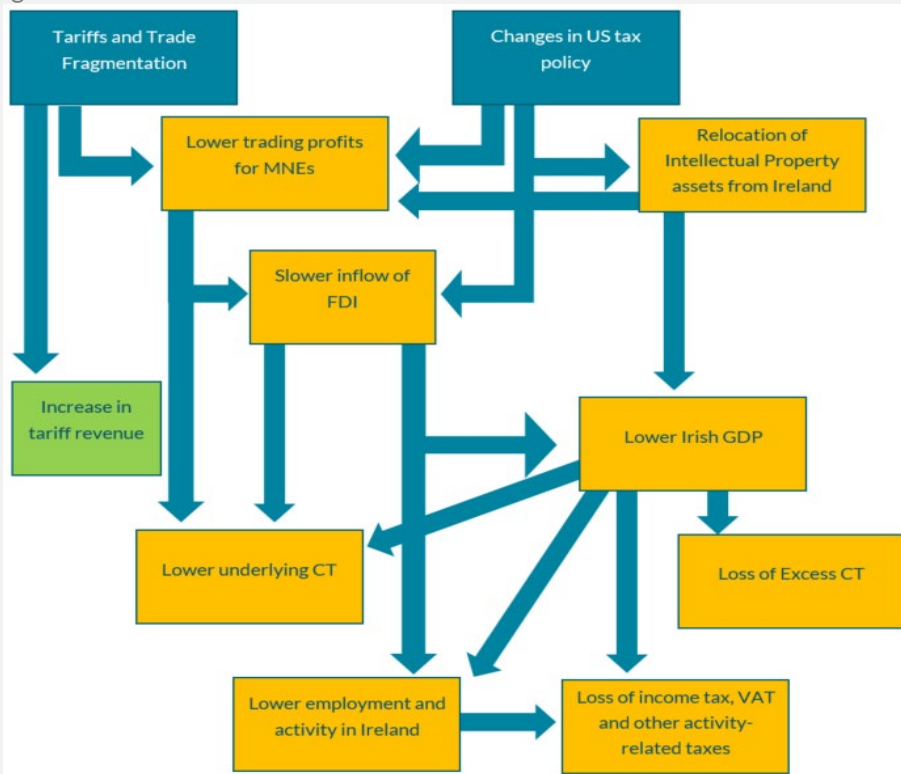 Tariffs and Trade
Fragmentation
Changes in US tax
policy
Lower trading profits
for MNEs
Relocation of
Intellectual Property
assets from Ireland
Slower inflow of
FDI
Increase in
tariff revenue
Lower Irish GDP
Lower underlying CT
Loss of Excess CT
Lower employment and
activity in Ireland
Loss of income tax, VAT
and other activity-
related taxes